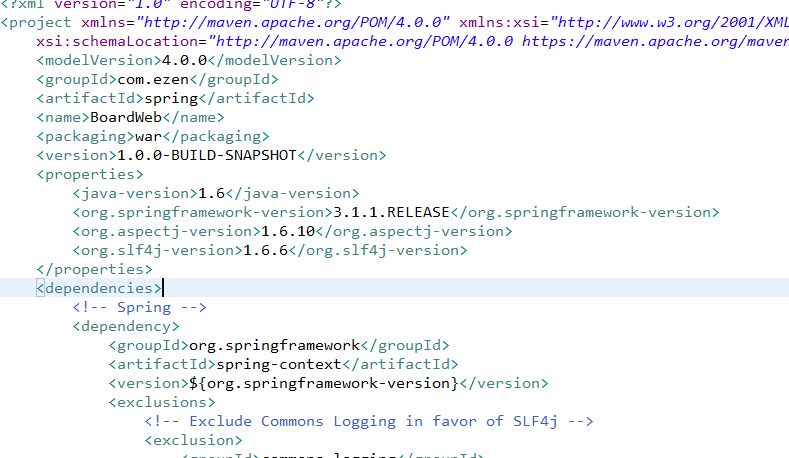 <?xml version="1.0" encoding="UTF-8"?>
<project xmlns="http://maven.apache.org/POM/4.0.0" xmlns:xsi="http://www.w3.org/2001/XML
xsi:schemaLocation="http://maven.apache.org/POM/4.0.0 https://maven.apache.org/maven
<modelVersion>4.0.0</modelVersion>
<groupId>com.ezen</groupId>
<artifactId>spring</artifactId>
<name>BoardWeb</name>
<packaging>war</packaging>
<version>1.0.0-BUILD-SNAPSHOT</version>
<properties>
<java-version>1.6</java-version>
<org.springframework-version>3.1.1.RELEASE</org.springframework-version>
<org.aspectj-version>1.6.10</org.aspectj-version>
<org.slf4j-version>1.6.6</org.slf4j-version>
</properties>
<dependencies>
<!-- Spring -->
<dependency>
<groupId>org.springframework</groupId>
<artifactId>spring-context</artifactId>
<version>${org.springframework-version}</version>
<exclusions>
<!-- Exclude Commons Logging in favor of SLF4j -->
<exclusion>
<groupId>commons-logging</groupId>